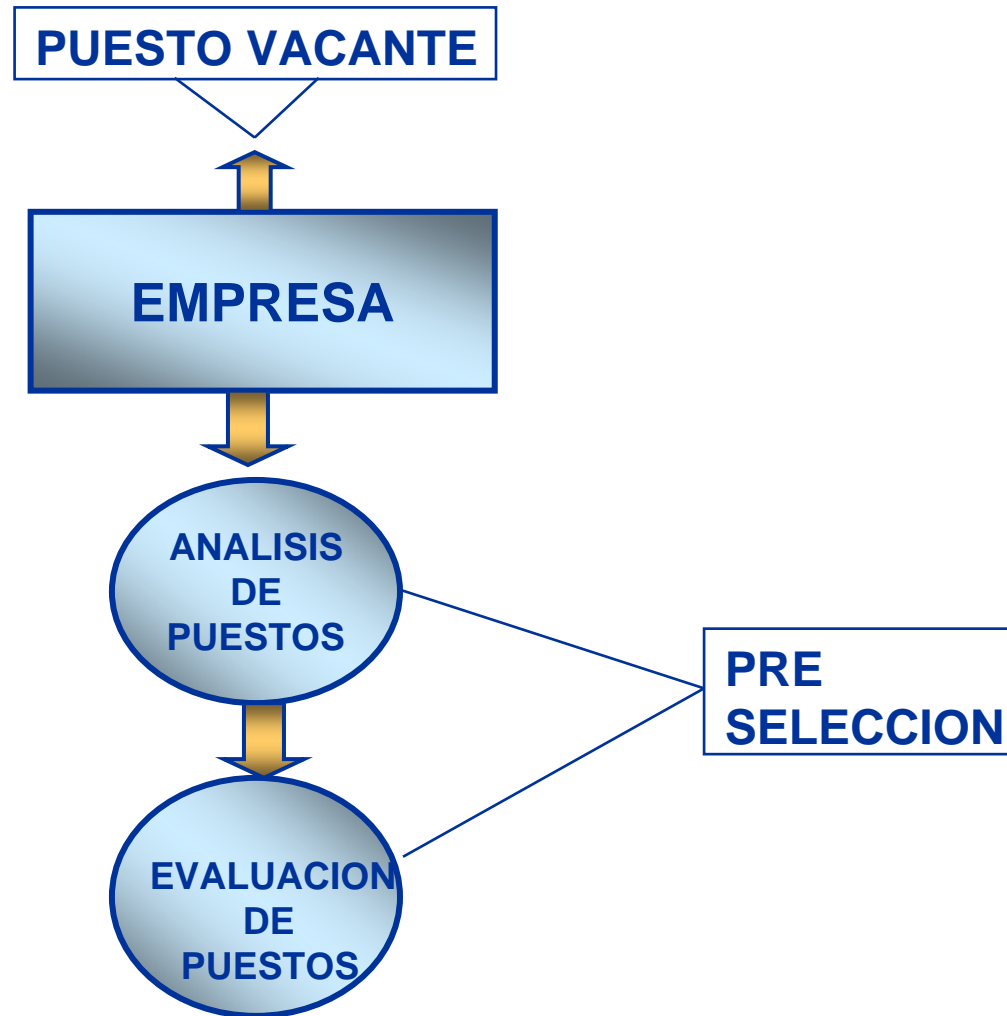 PUESTO VACANTE
EMPRESA
ANALISIS
DE
PUESTOS
PRE
SELECCION
EVALUACION
DE
PUESTOS